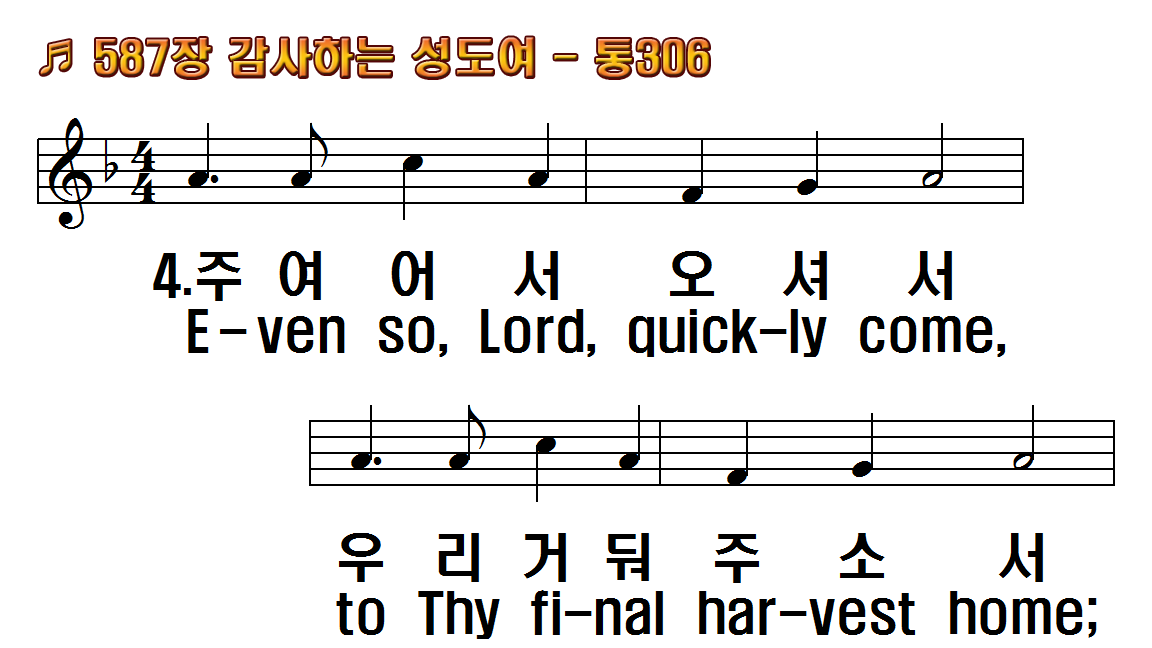 ♬ 587장 감사하는 성도여 - 통306
4.주 여 어 서 오 셔 서
E-ven so, Lord, quick-ly come,
우 리 거 둬 주 소 서
to Thy fi-nal har-vest home;